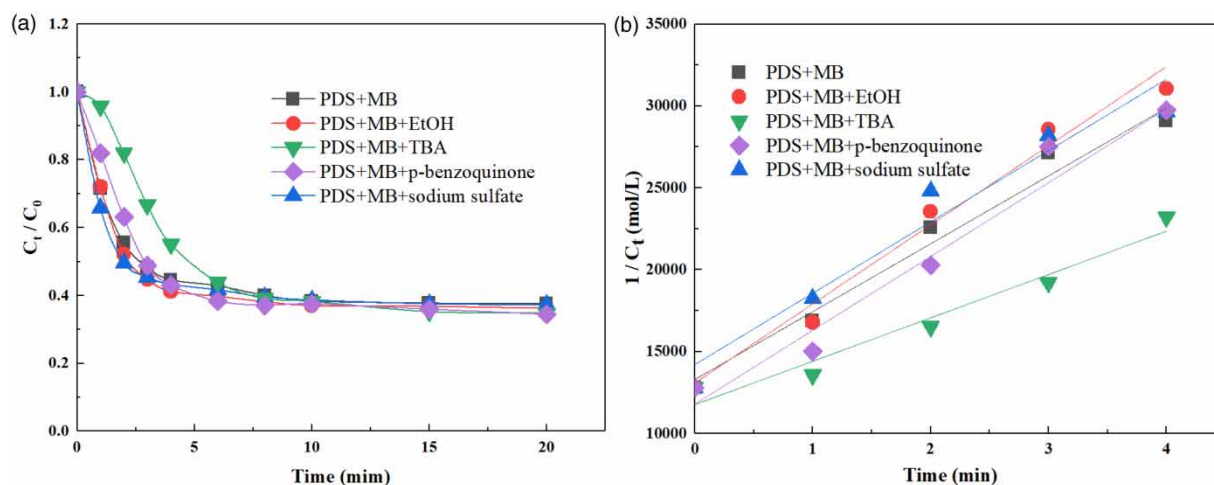 (a)
1.2
1.0
0.8
0.6
0.4
0.2
0.0
C_t / C_0
PDS+MB
PDS+MB+EtOH
PDS+MB+TBA
PDS+MB+p-benzoquinone
PDS+MB+sodium sulfate
0 5 10 15 20
Time (mim)
(b)
35000
30000
25000
20000
15000
10000
1 / C_t (mol/L)
PDS+MB
PDS+MB+EtOH
PDS+MB+TBA
PDS+MB+p-benzoquinone
PDS+MB+sodium sulfate
0 1 2 3 4
Time (min)